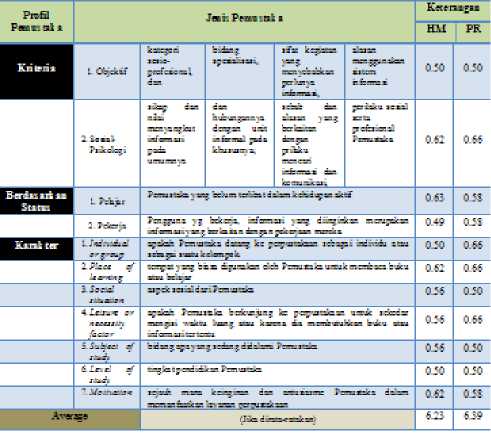 Profil Pemustaka
Jenis Pemustaka
Keterangan
HM PR
Kriteria
1. Objektif
kategori sosio-profesional, dan
bidang spesialisasi,
sifat kegiatan yang menyebabkan perlunya informasi,
alasan menggunakan sistem informasi
0.50 0.50
2. Sosial-Psikologi
sikap dan nilai menyangkut informasi pada umumnya
dan hubungannya dengan unit informal pada khususnya,
sebab dan alasan yang berkaitan dengan prilaku mencari informasi dan komunikasi,
perilaku sosial serta profesional Pemustaka
0.62 0.66
Berdasarkan Status
1. Pelajar
Pemustaka yang belum terlibat dalam kehidupan aktif
0.63 0.58
2. Pekerja
Pengguna yg bekerja, informasi yang diinginkan merupakan
informasi yang berkaitan dengan pekerjaan mereka.
0.49 0.58
Karakter
1. Individual or group
apakah Pemustaka datang ke perpustakaan sebagai individu atau
sebagai suatu kelompok.
0.50 0.66
2. Place of learning
tempat yang biasa digunakan oleh Pemustaka untuk membaca buku
atau belajar
0.62 0.66
3. Social situation
aspek sosial dari Pemustaka
0.56 0.50
4. Leisure or necessity factor
apakah Pemustaka berkunjung ke perpustakaan untuk sekedar
mengisi waktu luang atau karena dia membutuhkan buku atau
informasi tertentu
0.56 0.66
5. Subject of study
bidang apa yang sedang didalami Pemustaka
0.56 0.50
6. Level of study
tingkat pendidikan Pemustaka
0.50 0.50
7. Motivation
sejauh mana keinginan dan antusiasme Pemustaka dalam
memanfaatkan layanan perpustakaan
0.62 0.58
Average
(Jika dirata-ratakan)
6.23 6.39